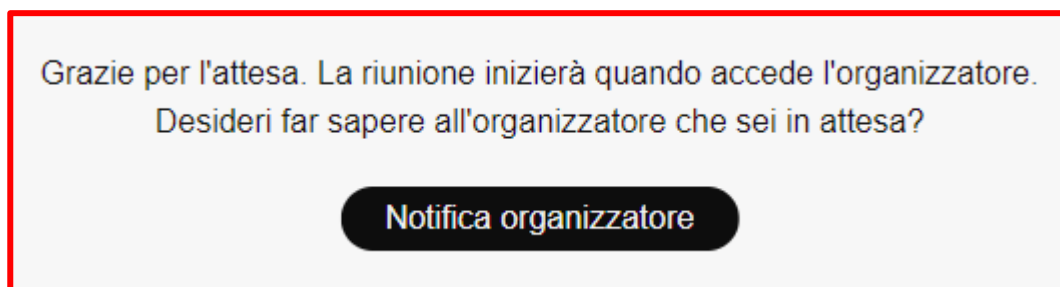 Grazie per l'attesa. La riunione inizierà quando accede l'organizzatore.
Desideri far sapere all'organizzatore che sei in attesa?
Notifica organizzatore